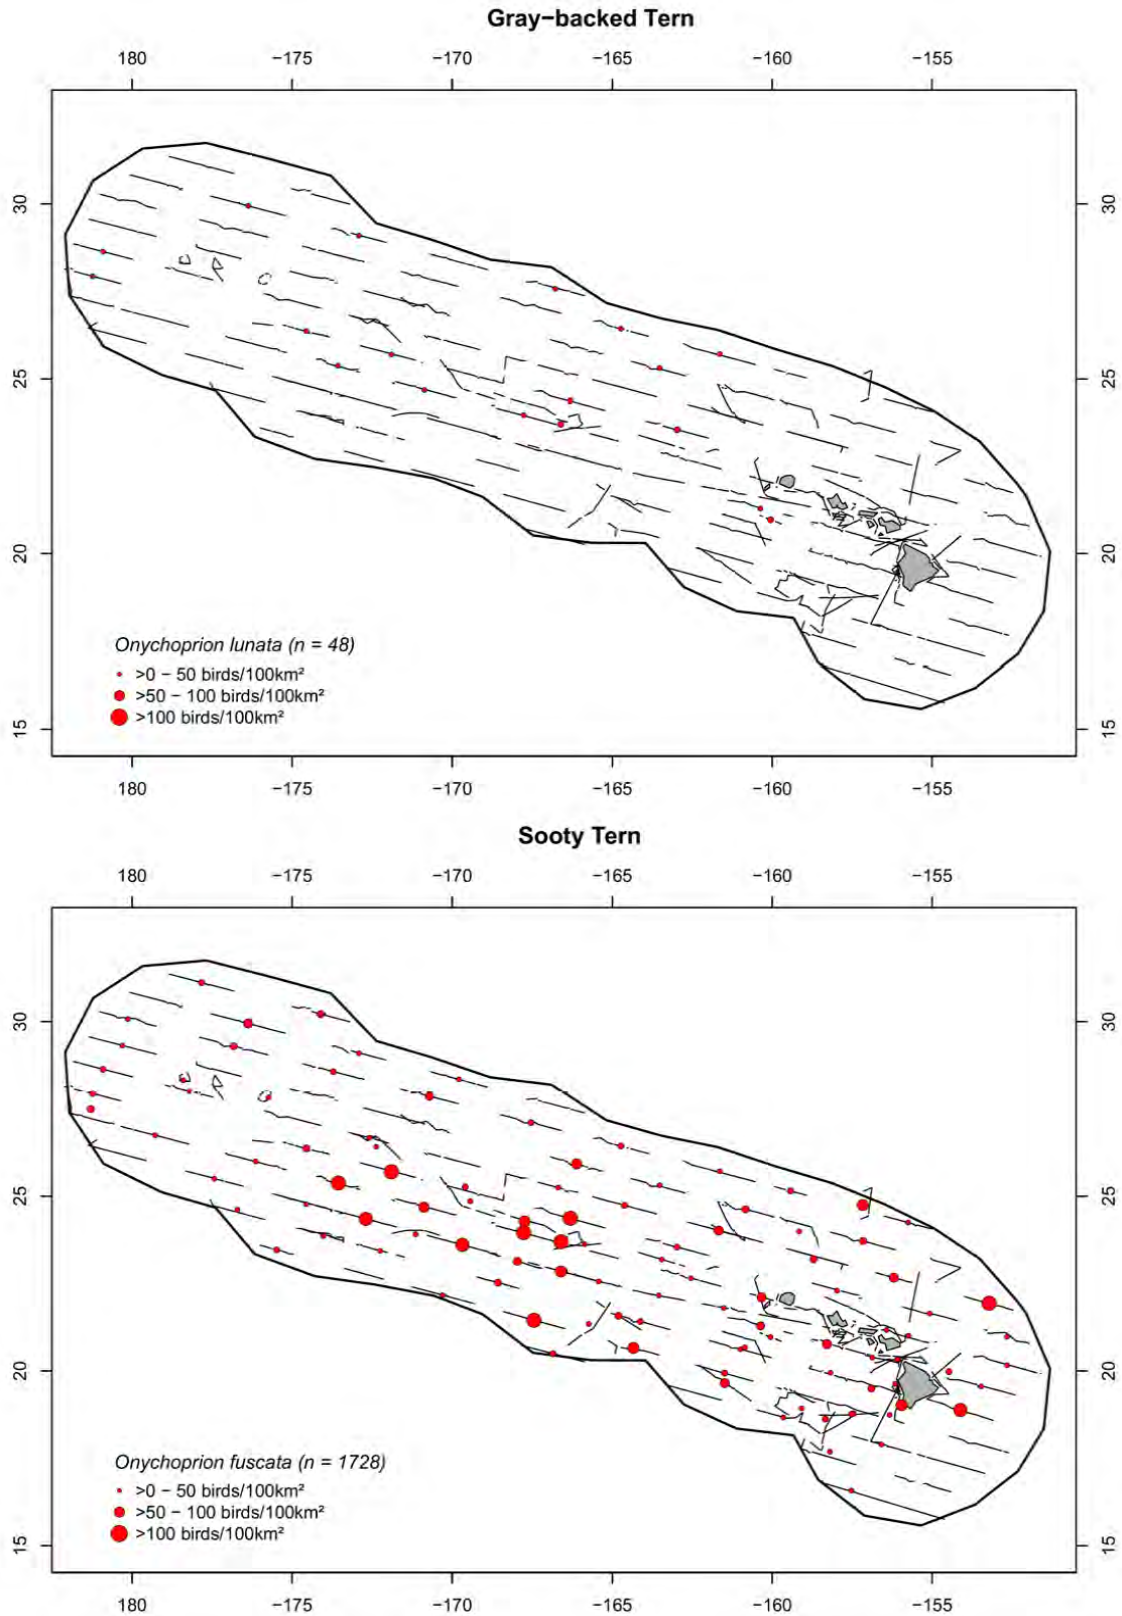 Gray−backed Tern
180 −175 −170 −165 −160 −155
30 30
25 25
20 20
15 15
Onychoprion lunata (n = 48)
>0 − 50 birds/100km²
>50 − 100 birds/100km²
>100 birds/100km²
180 −175 −170 −165 −160 −155
Sooty Tern
180 −175 −170 −165 −160 −155
30 30
25 25
20 20
15 15
Onychoprion fuscata (n = 1728)
>0 − 50 birds/100km²
>50 − 100 birds/100km²
>100 birds/100km²
180 −175 −170 −165 −160 −155